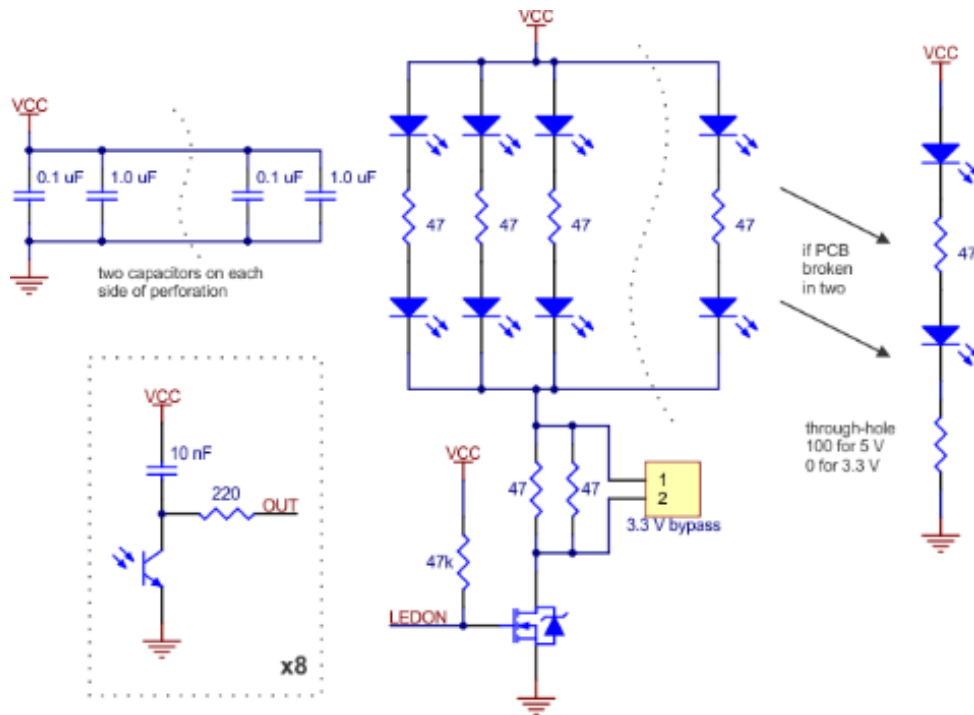 VCC
0.1 uF
1.0 uF
0.1 uF
1.0 uF
two capacitors on each
side of perforation
VCC
47
47
47
47
if PCB
broken
in two
VCC
47
through-hole
100 for 5 V
0 for 3.3 V
VCC
10 nF
220
OUT
x8
VCC
47k
LEDON
47
47
1
2
3.3 V bypass